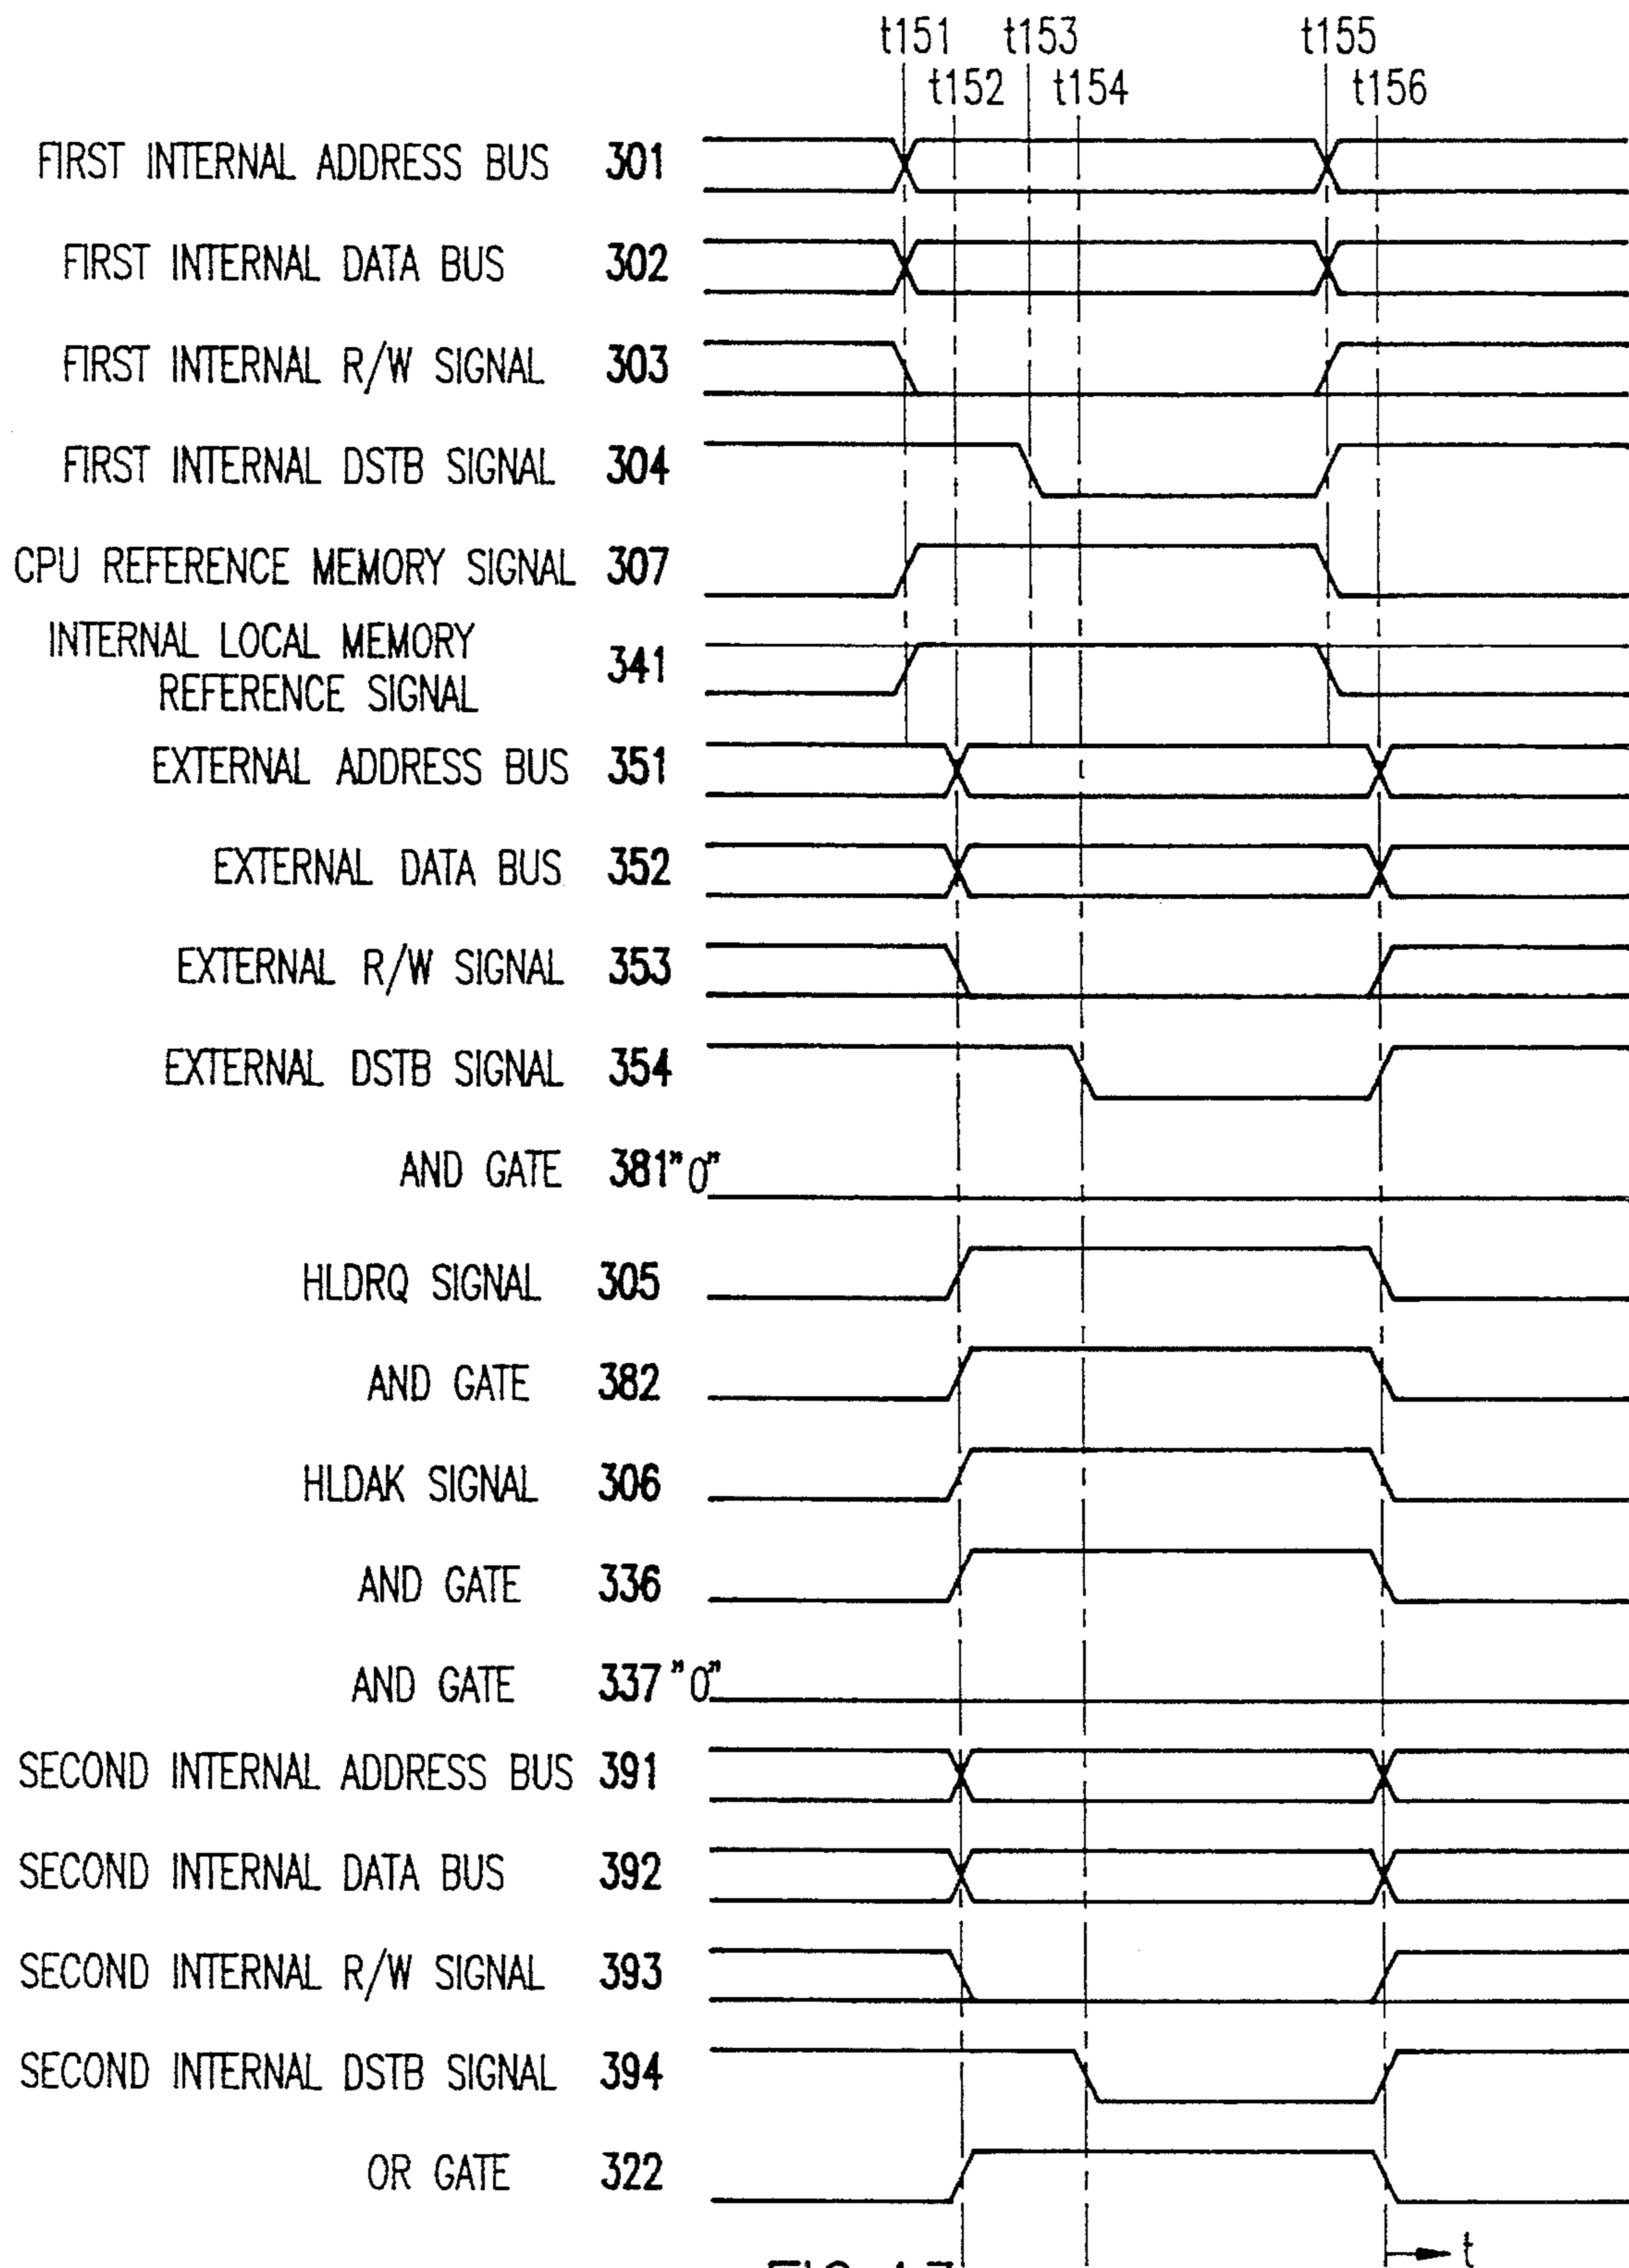 t151 t153 t155
t152 t154 t156
FIRST INTERNAL ADDRESS BUS 301
FIRST INTERNAL DATA BUS 302
FIRST INTERNAL R/W SIGNAL 303
FIRST INTERNAL DSTB SIGNAL 304
CPU REFERENCE MEMORY SIGNAL 307
INTERNAL LOCAL MEMORY
REFERENCE SIGNAL 341
EXTERNAL ADDRESS BUS 351
EXTERNAL DATA BUS 352
EXTERNAL R/W SIGNAL 353
EXTERNAL DSTB SIGNAL 354
AND GATE 381 "0"
HLDRQ SIGNAL 305
AND GATE 382
HLDAK SIGNAL 306
AND GATE 336
AND GATE 337 "0"
SECOND INTERNAL ADDRESS BUS 391
SECOND INTERNAL DATA BUS 392
SECOND INTERNAL R/W SIGNAL 393
SECOND INTERNAL DSTB SIGNAL 394
OR GATE 322
t